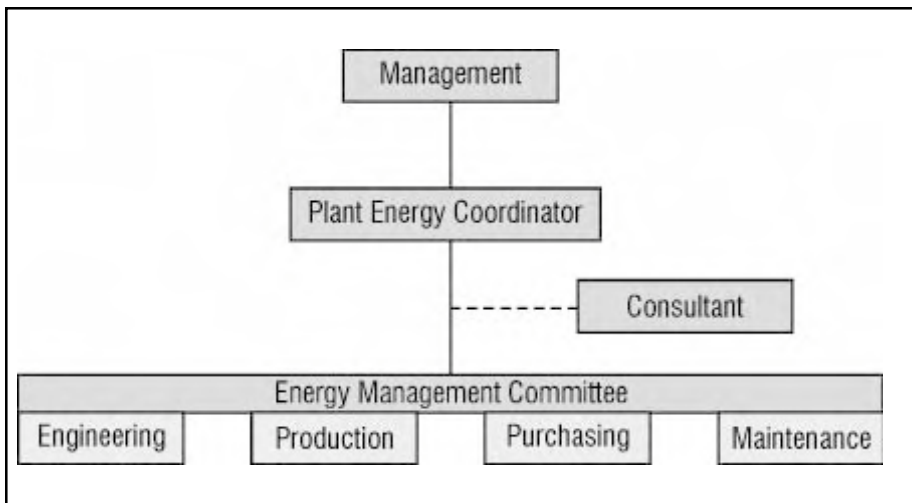 Management
Plant Energy Coordinator
Consultant
Energy Management Committee
Engineering
Production
Purchasing
Maintenance